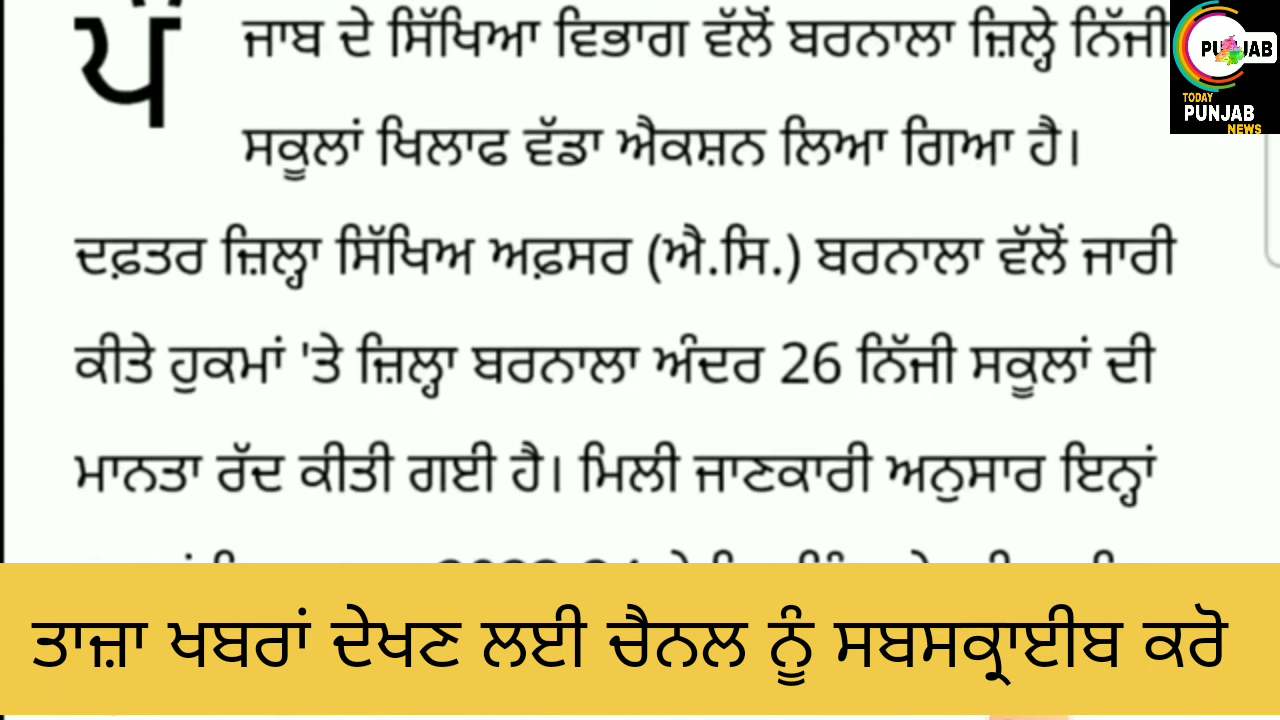 ਪੰਜਾਬ ਦੇ ਸਿੱਖਿਆ ਵਿਭਾਗ ਵੱਲੋਂ ਬਰਨਾਲਾ ਜ਼ਿਲ੍ਹੇ ਨਿੱਜੀ
ਸਕੂਲਾਂ ਖਿਲਾਫ ਵੱਡਾ ਐਕਸ਼ਨ ਲਿਆ ਗਿਆ ਹੈ।
ਦਫ਼ਤਰ ਜ਼ਿਲ੍ਹਾ ਸਿੱਖਿਅ ਅਫ਼ਸਰ (ਐ.ਸਿ.) ਬਰਨਾਲਾ ਵੱਲੋਂ ਜਾਰੀ
ਕੀਤੇ ਹੁਕਮਾਂ 'ਤੇ ਜ਼ਿਲ੍ਹਾ ਬਰਨਾਲਾ ਅੰਦਰ 26 ਨਿੱਜੀ ਸਕੂਲਾਂ ਦੀ
ਮਾਨਤਾ ਰੱਦ ਕੀਤੀ ਗਈ ਹੈ। ਮਿਲੀ ਜਾਣਕਾਰੀ ਅਨੁਸਾਰ ਇਨ੍ਹਾਂ
ਤਾਜ਼ਾ ਖਬਰਾਂ ਦੇਖਣ ਲਈ ਚੈਨਲ ਨੂੰ ਸਬਸਕ੍ਰਾਈਬ ਕਰੋ
PUNJAB
TODAY
PUNJAB
NEWS